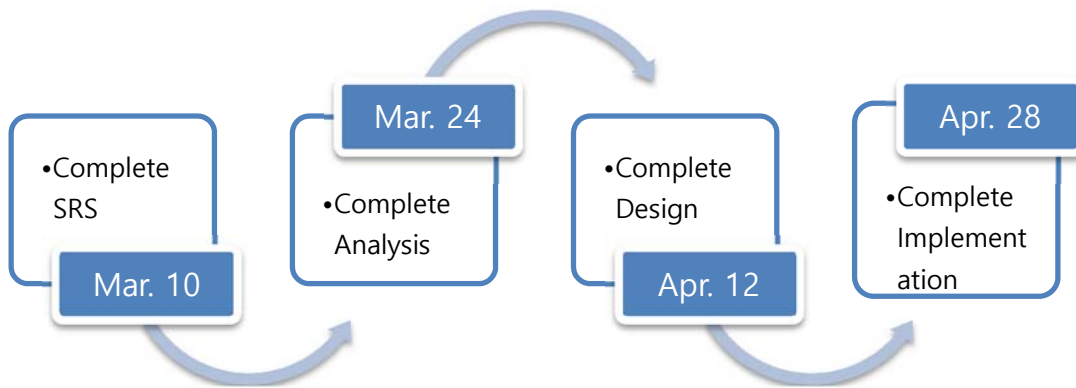 •Complete
SRS
Mar. 10
Mar. 24
•Complete
Analysis
•Complete
Design
Apr. 12
Apr. 28
•Complete
Implement
ation